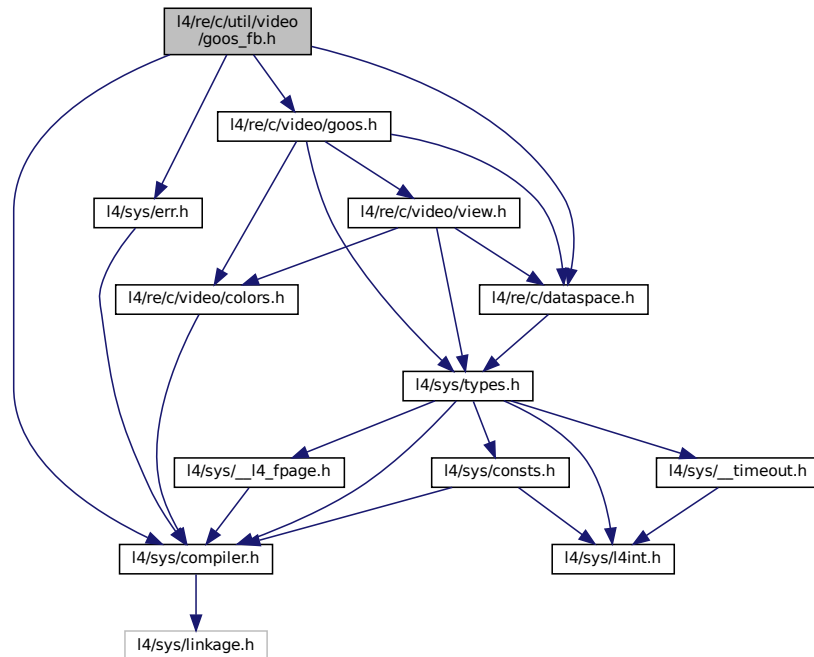 l4/re/c/util/video
/goos_fb.h
l4/re/c/video/goos.h
l4/sys/err.h
l4/re/c/video/view.h
l4/re/c/video/colors.h
l4/re/c/dataspace.h
l4/sys/types.h
l4/sys/__l4_fpage.h
l4/sys/consts.h
l4/sys/__timeout.h
l4/sys/compiler.h
l4/sys/l4int.h
l4/sys/linkage.h